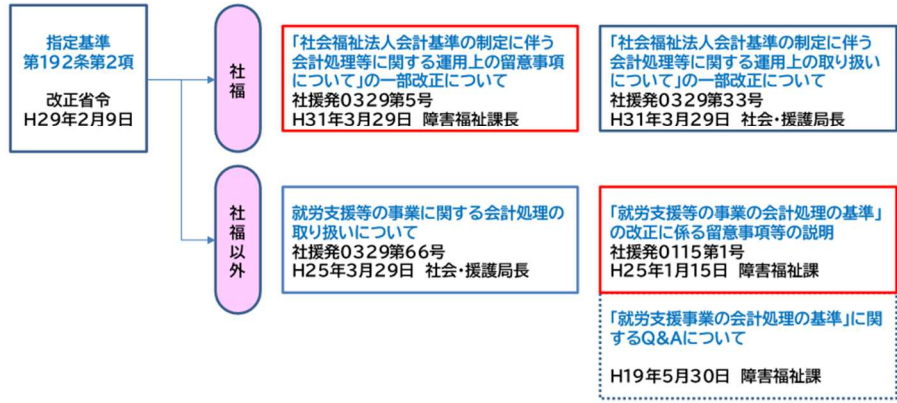 指定基準
第192条第2項
改正省令
H29年2月9日
社福
「社会福祉法人会計基準の制定に伴う
会計処理等に関する運用上の留意事項
について」の一部改正について
社援発0329第5号
H31年3月29日 障害福祉課長
「社会福祉法人会計基準の制定に伴う
会計処理等に関する運用上の取り扱い
について」の一部改正について
社援発0329第33号
H31年3月29日 社会・援護局長
社福以外
就労支援等の事業に関する会計処理の
取り扱いについて
社援発0329第66号
H25年3月29日 社会・援護局長
「就労支援等の事業の会計処理の基準」
の改正に係る留意事項等の説明
社援発0115第1号
H25年1月15日 障害福祉課
「就労支援事業の会計処理の基準」に関
するQ&Aについて
H19年5月30日 障害福祉課